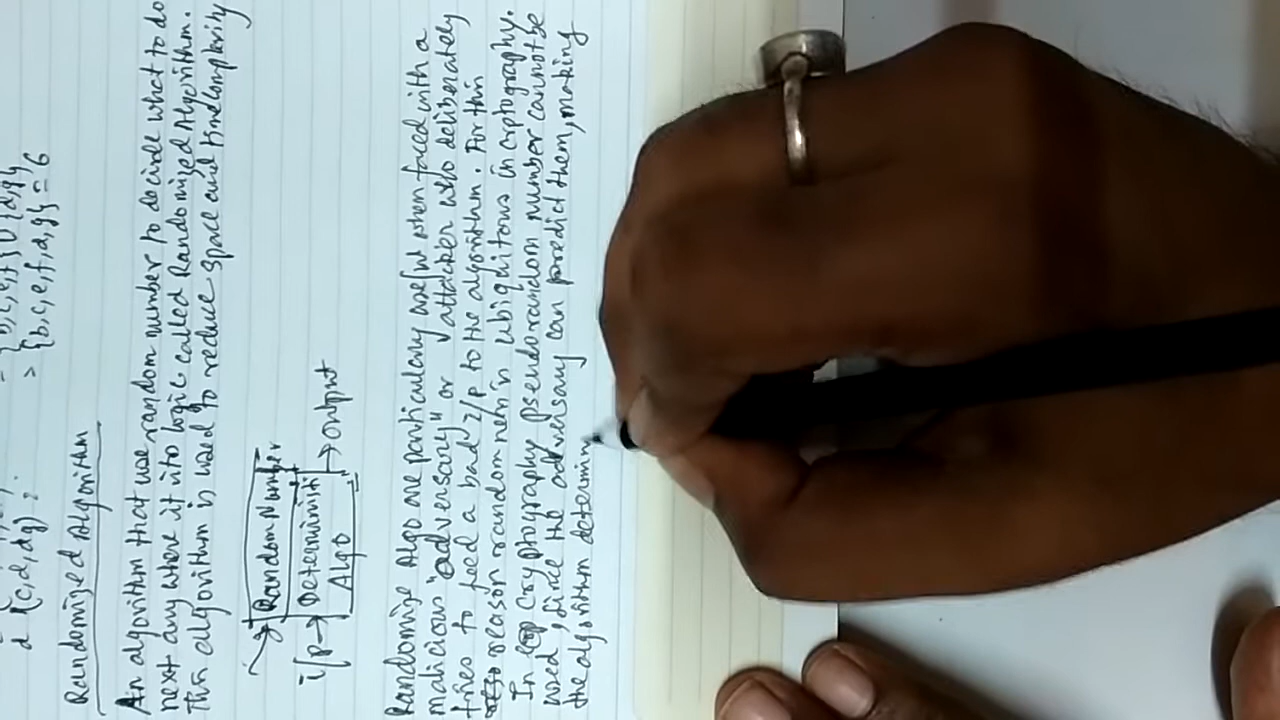 {b,c,e,f} U {d,g}
d {c,d,dg} ? > {b,c,e,f,d,g} = 6
Randomized Algorithm
An algorithm that use random number to decide what to do
next any where it into logic called Randomized Algorithm.
This algorithm is used to reduce space and timecomplexity
Random Number
i/p → Deterministi → output
Algo
Randomize Algo are particulary useful when faced with a
malicious "adversary" or attacker who deliberately
tries to feed a bad I/p to the algorithm. For this
reason randomness is ubiquitous in cryptography.
In cryptography pseudorandom number cannot be
used, since the adversary can predict them, making
the algorithm determin